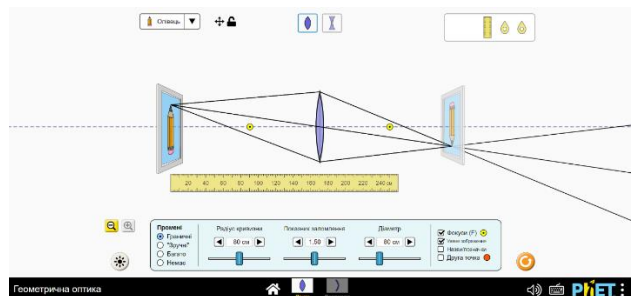 Олівець
20 40 60 80 100 120 140 160 180 200 220 240 см
Промені
Граничні
"Зручні"
Багато
Немає
Радіус кривизни
80 см
Показник заломлення
1.50
Діаметр
80 см
Фокуси (F)
Уявне зображення
Друга точка
Геометрична оптика
PhET